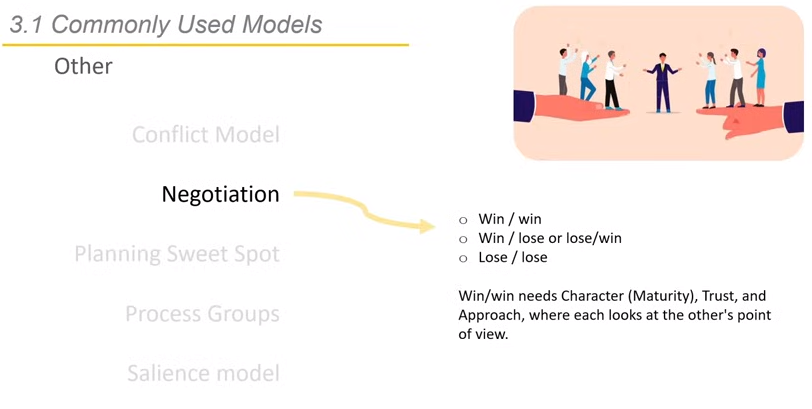 3.1 Commonly Used Models
Other
Conflict Model
Negotiation
Planning Sweet Spot
Process Groups
Salience model
○ Win / win
○ Win / lose or lose/win
○ Lose / lose
Win/win needs Character (Maturity), Trust, and
Approach, where each looks at the other's point
of view.